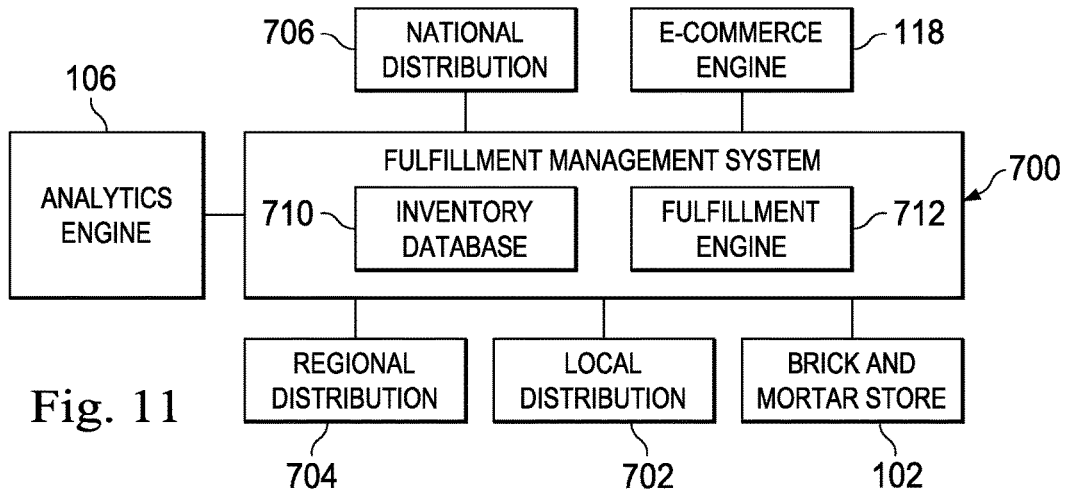 706
NATIONAL
DISTRIBUTION
E-COMMERCE
ENGINE
118
106
ANALYTICS
ENGINE
FULFILLMENT MANAGEMENT SYSTEM
700
710
INVENTORY
DATABASE
FULFILLMENT
ENGINE
712
REGIONAL
DISTRIBUTION
LOCAL
DISTRIBUTION
BRICK AND
MORTAR STORE
Fig. 11
704
702
102